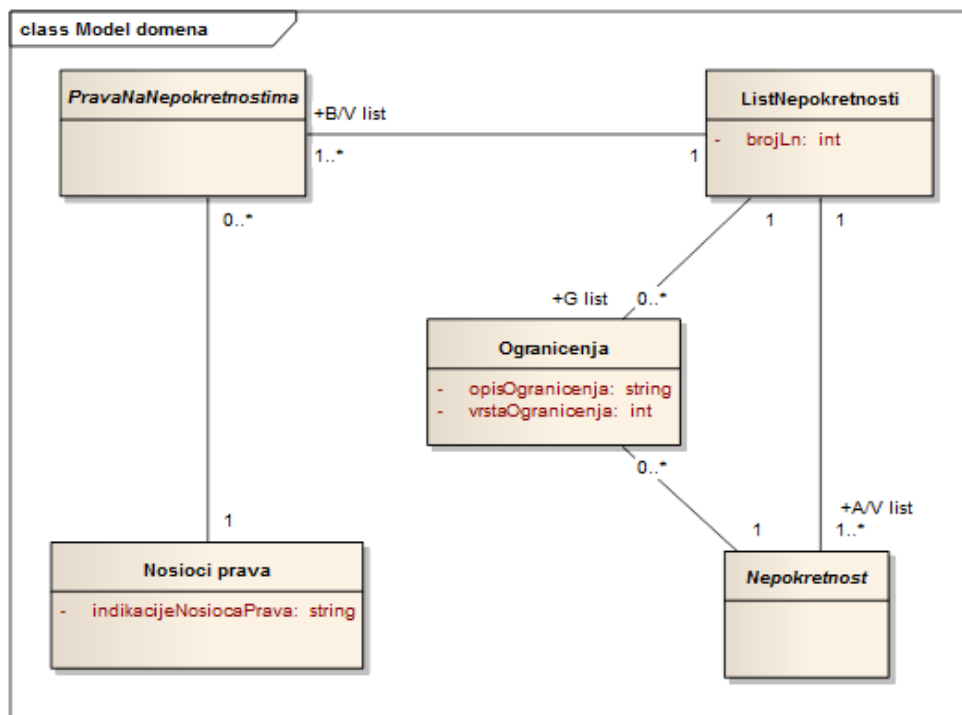 class Model domena
PravaNaNepokretnostima
ListNepokretnosti
+B/V list
- brojLn: int
1..*
1
0..*
1
1
+G list
0..*
Ogranicenja
- opisOgranicenja: string
- vrstaOgranicenja: int
0..*
+A/V list
1
1
1..*
Nosioci prava
Nepokretnost
- indikacijeNosiocaPrava: string